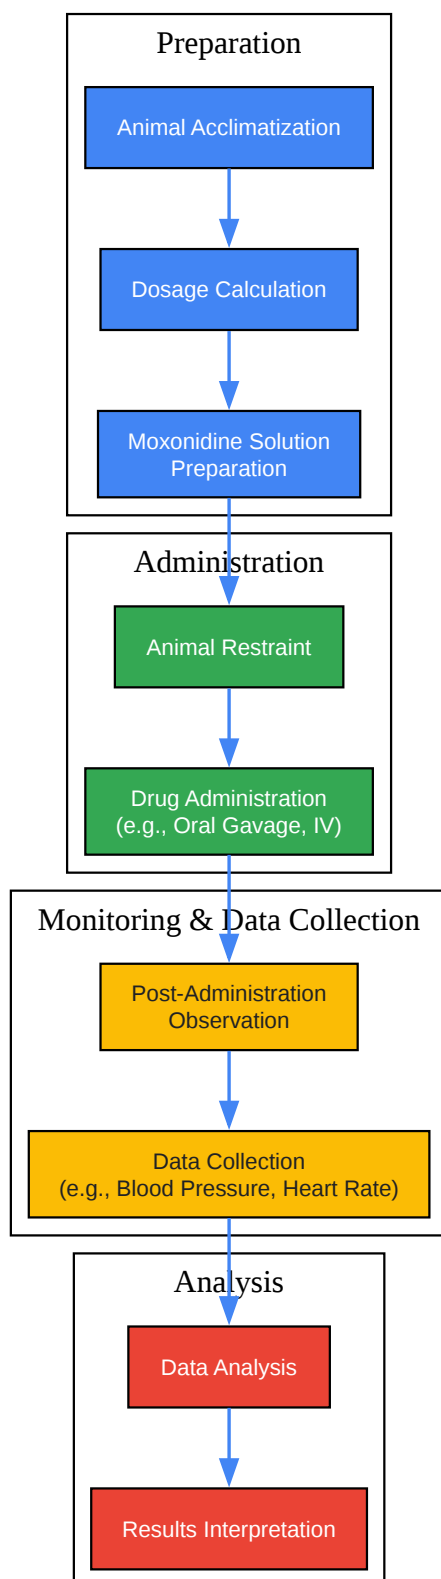 Preparation
Animal Acclimatization
Dosage Calculation
Moxonidine Solution
Preparation
Administration
Animal Restraint
Drug Administration
(e.g., Oral Gavage, IV)
Monitoring & Data Collection
Post-Administration
Observation
Data Collection
(e.g., Blood Pressure, Heart Rate)
Analysis
Data Analysis
Results Interpretation